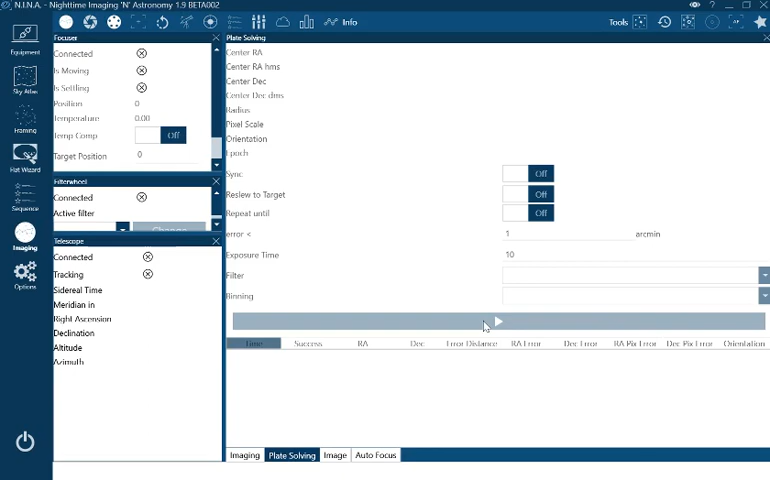 N.I.N.A. - Nighttime Imaging 'N' Astronomy 1.9 BETA002
Info
Tools
Equipment
Sky Atlas
Framing
Flat Wizard
Sequence
Imaging
Options
Focuser
Connected
Is Moving
Is Settling
Position 0
Temperature 0.00
Temp Comp Off
Target Position 0
Filterwheel
Connected
Active filter
Change
Telescope
Connected
Tracking
Sidereal Time
Meridian in
Right Ascension
Declination
Altitude
Azimuth
Plate Solving
Center RA
Center RA hms
Center Dec
Center Dec dms
Radius
Pixel Scale
Orientation
Epoch
Sync Off
Reslew to Target Off
Repeat until Off
error < 1 arcmin
Exposure Time 10
Filter
Binning
Time Success RA Dec Error Distance RA Error Dec Error RA Pix Error Dec Pix Error Orientation
Imaging Plate Solving Image Auto Focus